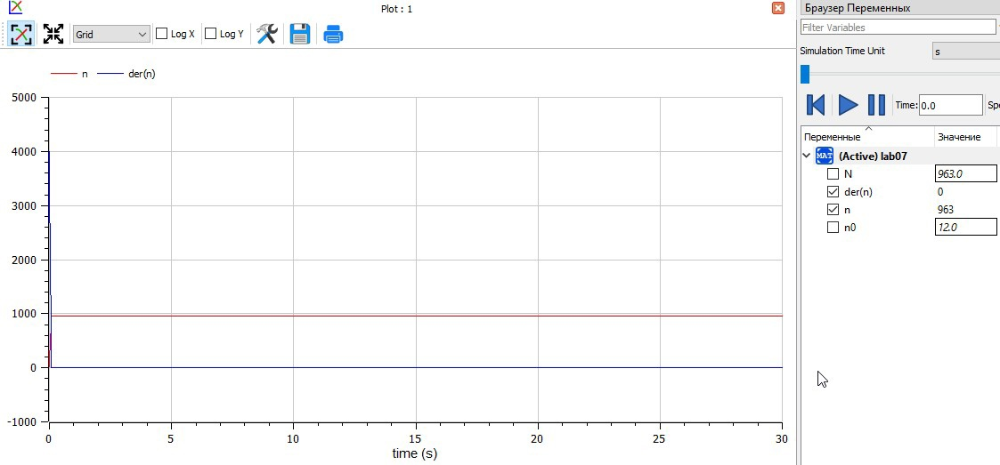 Plot : 1
Grid
Log X
Log Y
n
der(n)
5000
4000
3000
2000
1000
0
-1000
0
5
10
15
20
25
30
time (s)
Браузер Переменных
Filter Variables
Simulation Time Unit
s
Time:
0.0
Переменные
Значение
MAT
(Active) lab07
N
963.0
der(n)
0
n
963
n0
12.0